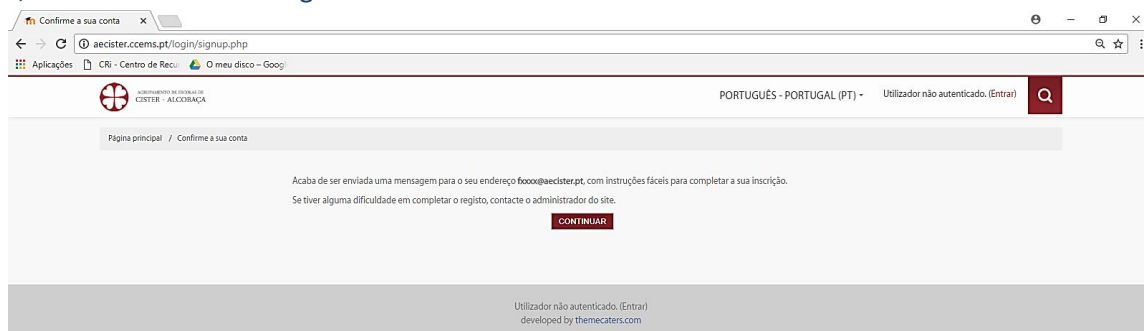 Confirme a sua conta
aecister.ccems.pt/login/signup.php
Aplicações CRi - Centro de Recu O meu disco – Goog
AGRUPAMENTO DE ESCOLAS DE
CISTER - ALCOBAÇA
PORTUGUÊS - PORTUGAL (PT)
Utilizador não autenticado. (Entrar)
Página principal / Confirme a sua conta
Acaba de ser enviada uma mensagem para o seu endereço @aecister.pt, com instruções fáceis para completar a sua inscrição.
Se tiver alguma dificuldade em completar o registo, contacte o administrador do site.
CONTINUAR
Utilizador não autenticado. (Entrar)
developed by themecaters.com